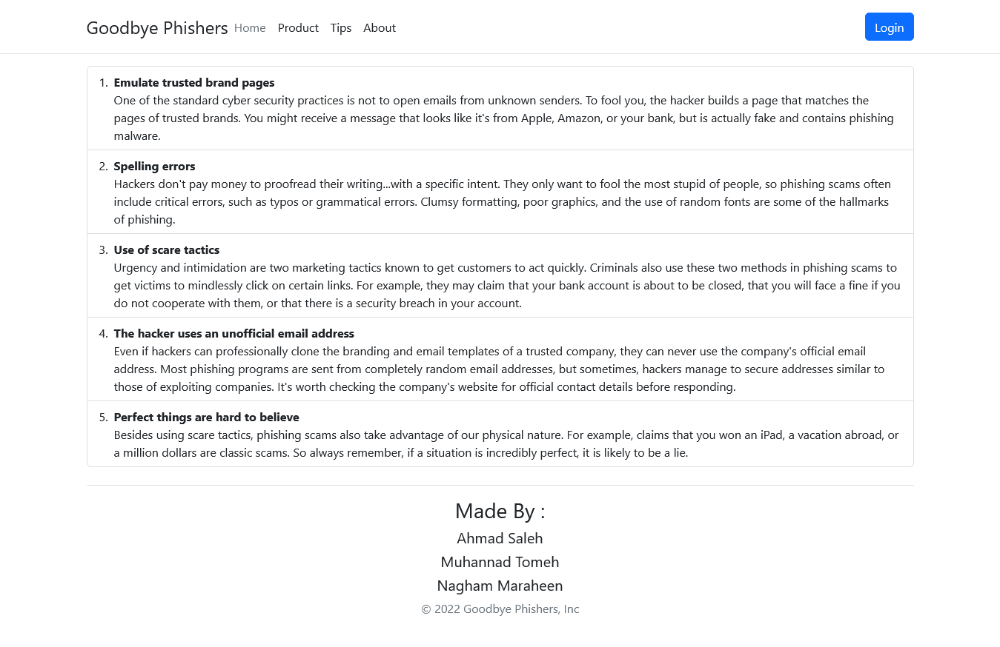 Goodbye Phishers Home Product Tips About Login
1. Emulate trusted brand pages
One of the standard cyber security practices is not to open emails from unknown senders. To fool you, the hacker builds a page that matches the
pages of trusted brands. You might receive a message that looks like it's from Apple, Amazon, or your bank, but is actually fake and contains phishing
malware.
2. Spelling errors
Hackers don't pay money to proofread their writing...with a specific intent. They only want to fool the most stupid of people, so phishing scams often
include critical errors, such as typos or grammatical errors. Clumsy formatting, poor graphics, and the use of random fonts are some of the hallmarks
of phishing.
3. Use of scare tactics
Urgency and intimidation are two marketing tactics known to get customers to act quickly. Criminals also use these two methods in phishing scams to
get victims to mindlessly click on certain links. For example, they may claim that your bank account is about to be closed, that you will face a fine if you
do not cooperate with them, or that there is a security breach in your account.
4. The hacker uses an unofficial email address
Even if hackers can professionally clone the branding and email templates of a trusted company, they can never use the company's official email
address. Most phishing programs are sent from completely random email addresses, but sometimes, hackers manage to secure addresses similar to
those of exploiting companies. It's worth checking the company's website for official contact details before responding.
5. Perfect things are hard to believe
Besides using scare tactics, phishing scams also take advantage of our physical nature. For example, claims that you won an iPad, a vacation abroad, or
a million dollars are classic scams. So always remember, if a situation is incredibly perfect, it is likely to be a lie.
Made By :
Ahmad Saleh
Muhannad Tomeh
Nagham Maraheen
© 2022 Goodbye Phishers, Inc